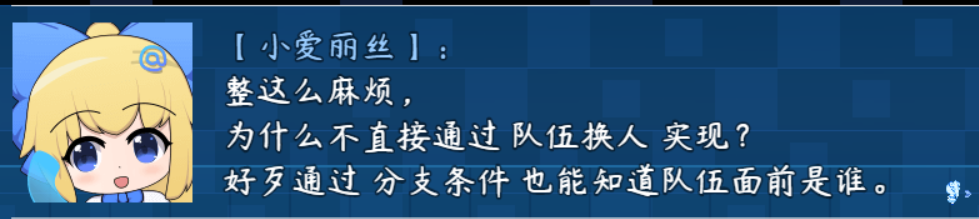 【 小爱丽丝 】:
@
整这么麻烦，
为什么不直接通过 队伍换人 实现？
好歹通过 分支条件 也能知道队伍面前是谁。